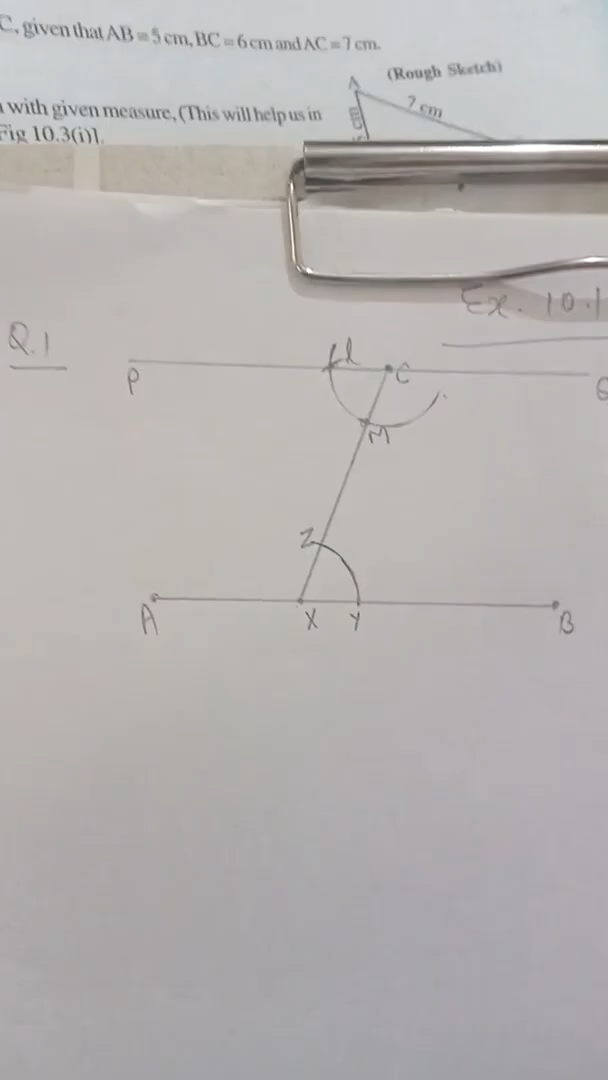 C, given that AB = 5 cm, BC = 6 cm and AC = 7 cm.
(Rough Sketch)
A
7 cm
with given measure, (This will help us in
cm
Fig 10.3(i)].
Ex. 10.1
Q.1
P
C
M
Z
A
X
Y
B